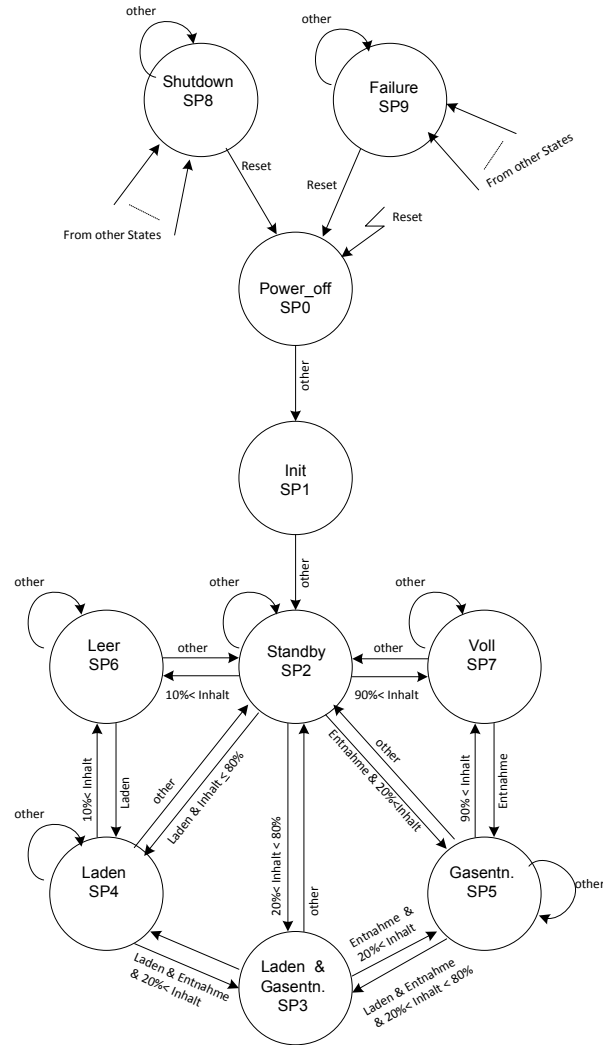 other
other
Shutdown
SP8
Failure
SP9
Reset
Reset
From other States
From other States
Reset
Power_off
SP0
other
Init
SP1
other
other
other
other
Leer
SP6
other
10%< Inhalt
Standby
SP2
other
90%< Inhalt
Voll
SP7
10%< Inhalt
Laden
other
Laden & Inhalt ≤ 80%
20%< Inhalt < 80%
other
Entnahme & 20%<Inhalt
other
90%< Inhalt
Entnahme
other
Laden
SP4
Gasentn.
SP5
other
Laden & Entnahme
& 20%< Inhalt
Laden &
Gasentn.
SP3
Entnahme &
20%< Inhalt
Laden & Entnahme
& 20%< Inhalt < 80%